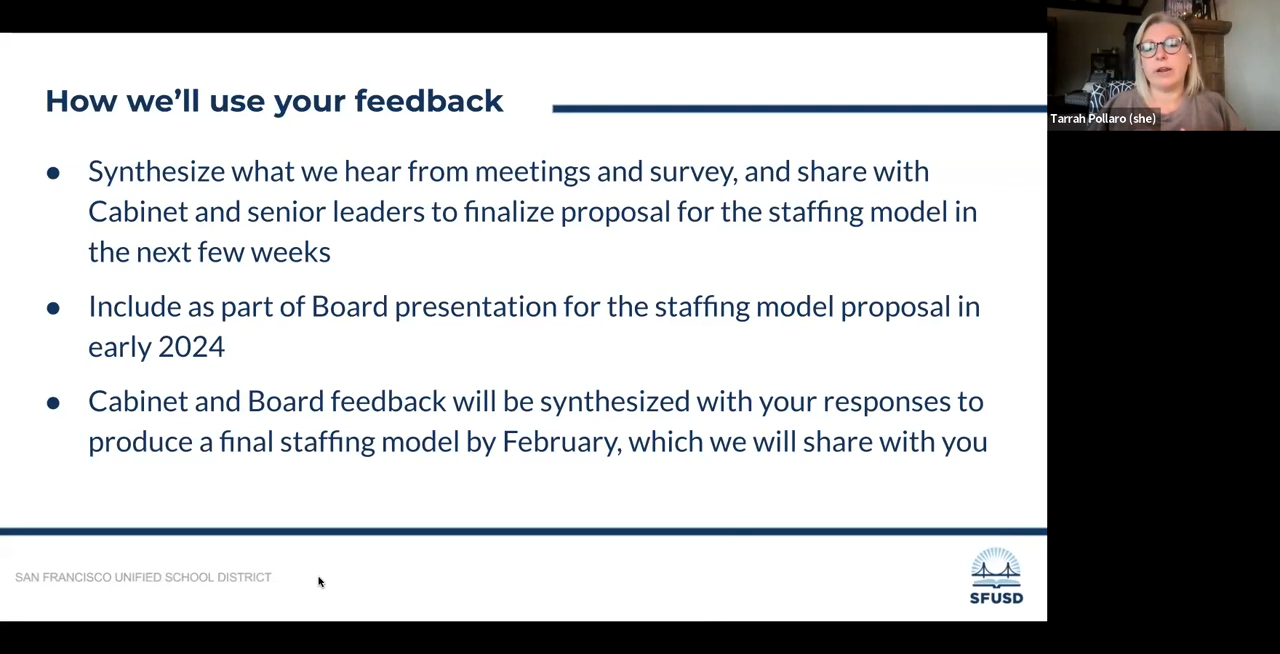 How we’ll use your feedback
Tarrah Pollaro (she)
● Synthesize what we hear from meetings and survey, and share with
Cabinet and senior leaders to finalize proposal for the staffing model in
the next few weeks
● Include as part of Board presentation for the staffing model proposal in
early 2024
● Cabinet and Board feedback will be synthesized with your responses to
produce a final staffing model by February, which we will share with you
SAN FRANCISCO UNIFIED SCHOOL DISTRICT
SFUSD